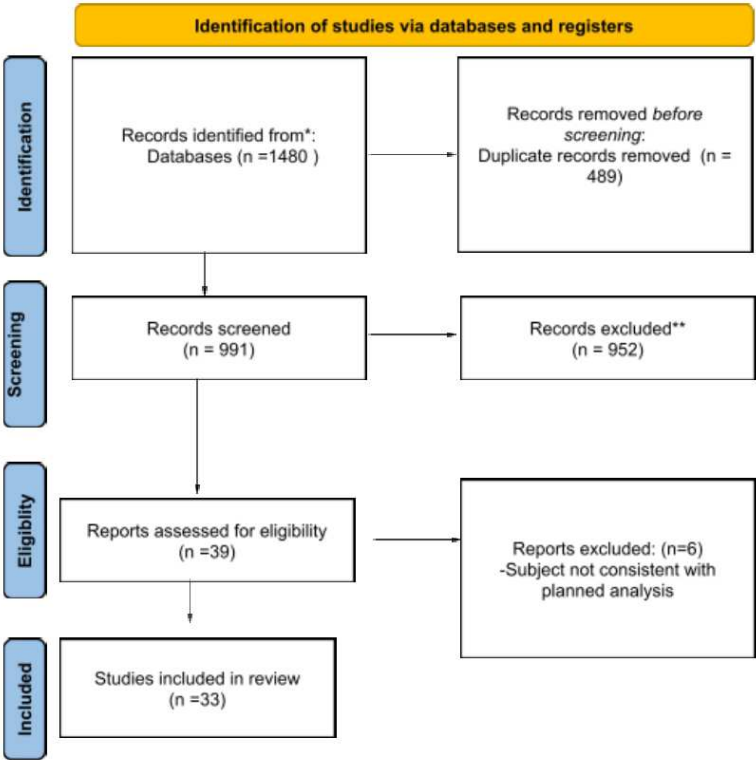 Identification of studies via databases and registers
Identification
Records identified from*:
Databases (n =1480 )
Records removed before
screening:
Duplicate records removed (n =
489)
Screening
Records screened
(n = 991)
Records excluded**
(n = 952)
Eligiblity
Reports assessed for eligibility
(n =39)
Reports excluded: (n=6)
-Subject not consistent with
planned analysis
Included
Studies included in review
(n =33)